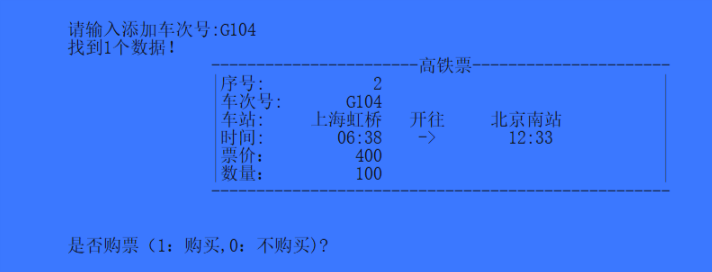 请输入添加车次号:G104
找到1个数据！
高铁票
序号: 2
车次号: G104
车站: 上海虹桥 开往 北京南站
时间: 06:38 -> 12:33
票价: 400
数量: 100
是否购票（1：购买,0：不购买)?